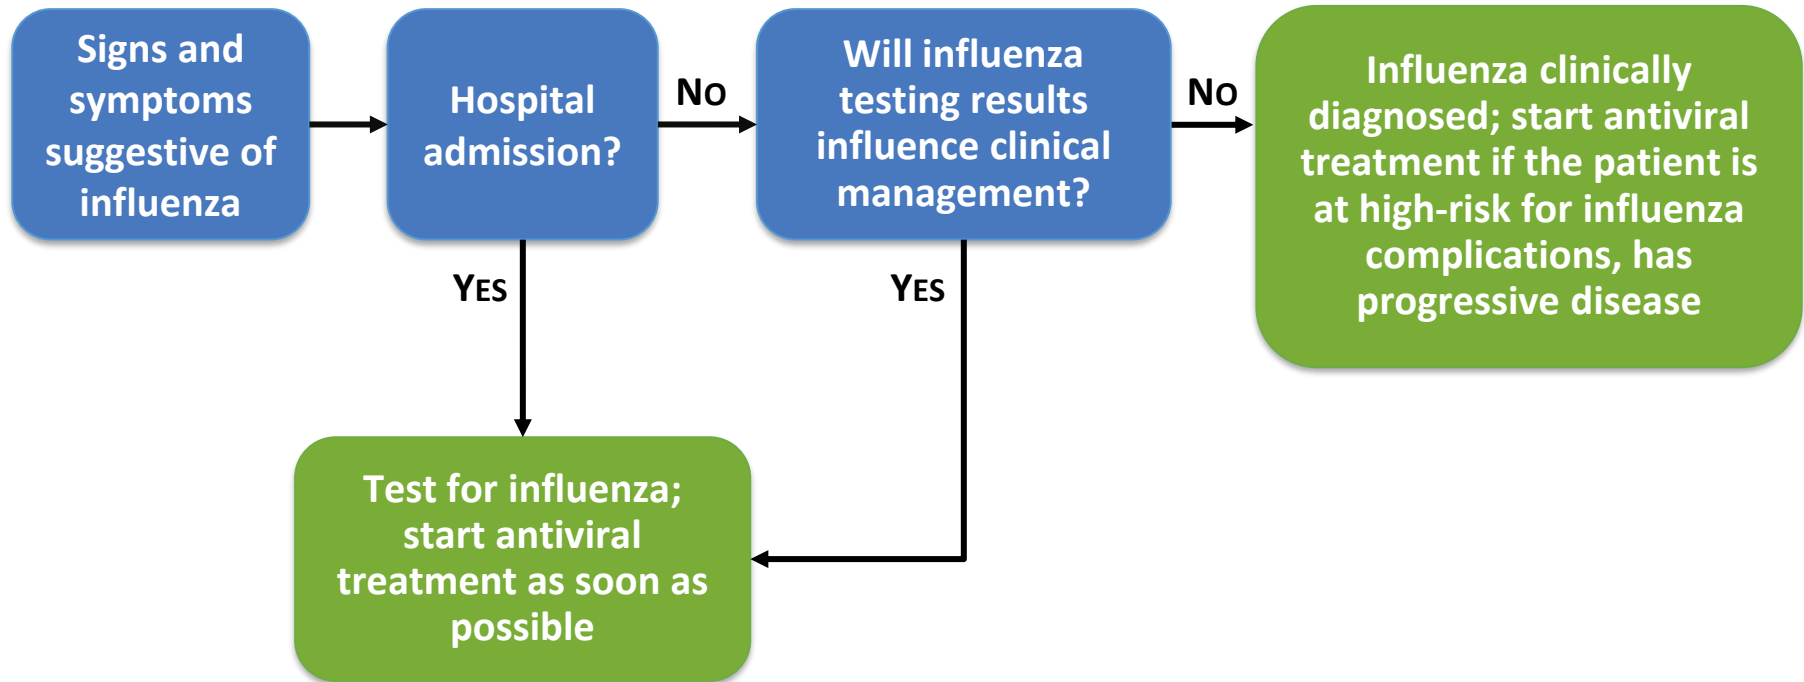 Signs and
symptoms
suggestive of
influenza
Hospital
admission?
No
Will influenza
testing results
influence clinical
management?
No
Influenza clinically
diagnosed; start antiviral
treatment if the patient is
at high-risk for influenza
complications, has
progressive disease
Yes
Yes
Test for influenza;
start antiviral
treatment as soon as
possible